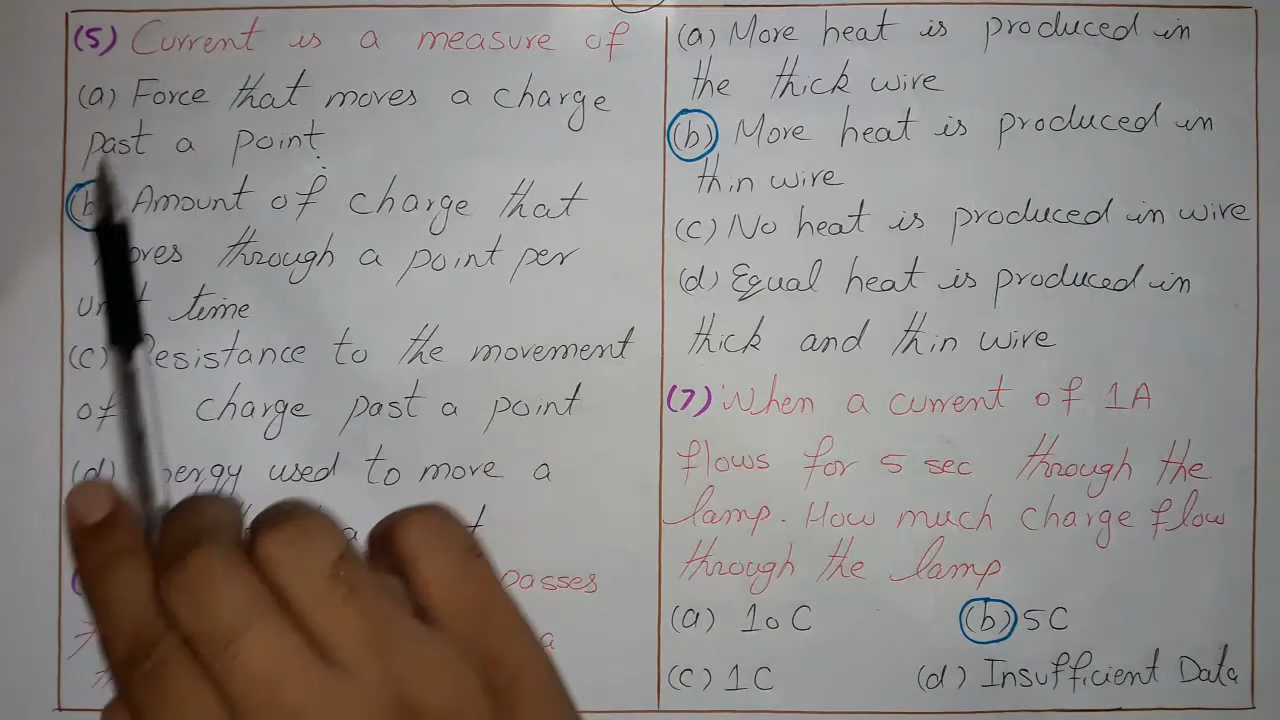 (5) Current is a measure of
(a) Force that moves a charge
past a point
(b) Amount of charge that
moves through a point per
unit time
(c) Resistance to the movement
of charge past a point
(d) energy used to move a
passes
a
(a) More heat is produced in
the thick wire
(b) More heat is produced in
thin wire
(c) No heat is produced in wire
(d) Equal heat is produced in
thick and thin wire
(7) When a current of 1A
flows for 5 sec through the
lamp. How much charge flow
through the lamp
(a) 10 C
(b) 5C
(c) 1C
(d) Insufficient Data